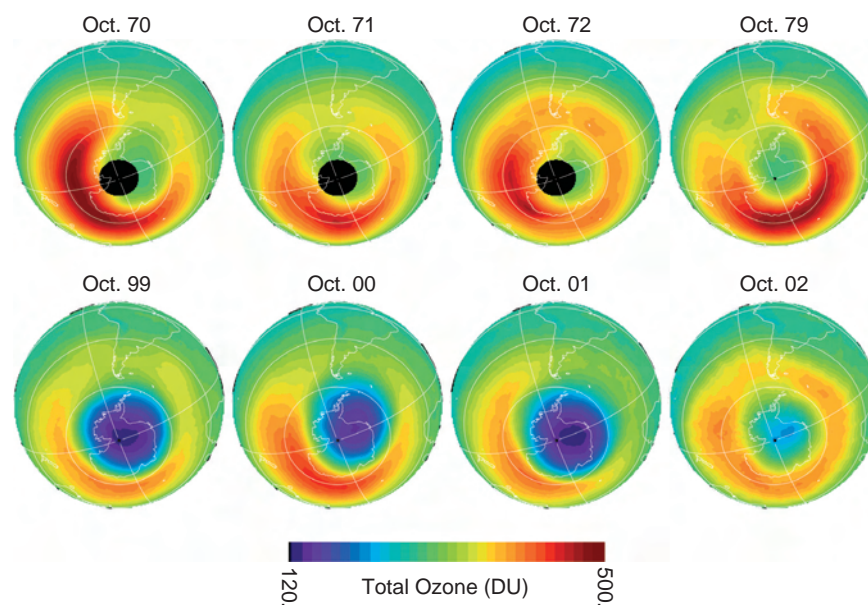 Oct. 70 Oct. 71 Oct. 72 Oct. 79
Oct. 99 Oct. 00 Oct. 01 Oct. 02
120. Total Ozone (DU) 500.